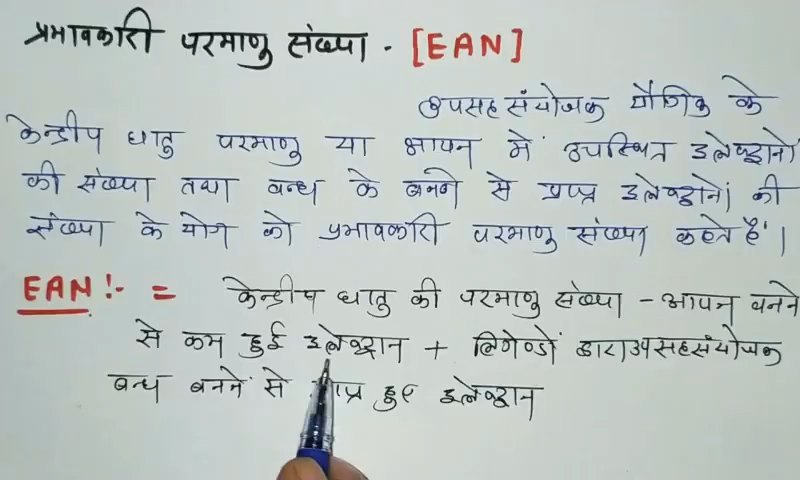 प्रभावकारी परमाणु संख्या - [EAN]
उपसहसंयोजक यौगिक के
केन्द्रीय धातु परमाणु या आयन में उपस्थित इलेक्ट्रानों
की संख्या तथा बन्ध के बनने से प्राप्त इलेक्ट्रानों की
संख्या के योग को प्रभावकारी परमाणु संख्या कहते हैं।
EAN :- = केन्द्रीय धातु की परमाणु संख्या - आयन बनने
से कम हुई इलेक्ट्रान + लिगेण्डों द्वारा उपसहसंयोजक
बन्ध बनने से हुए इलेक्ट्रान